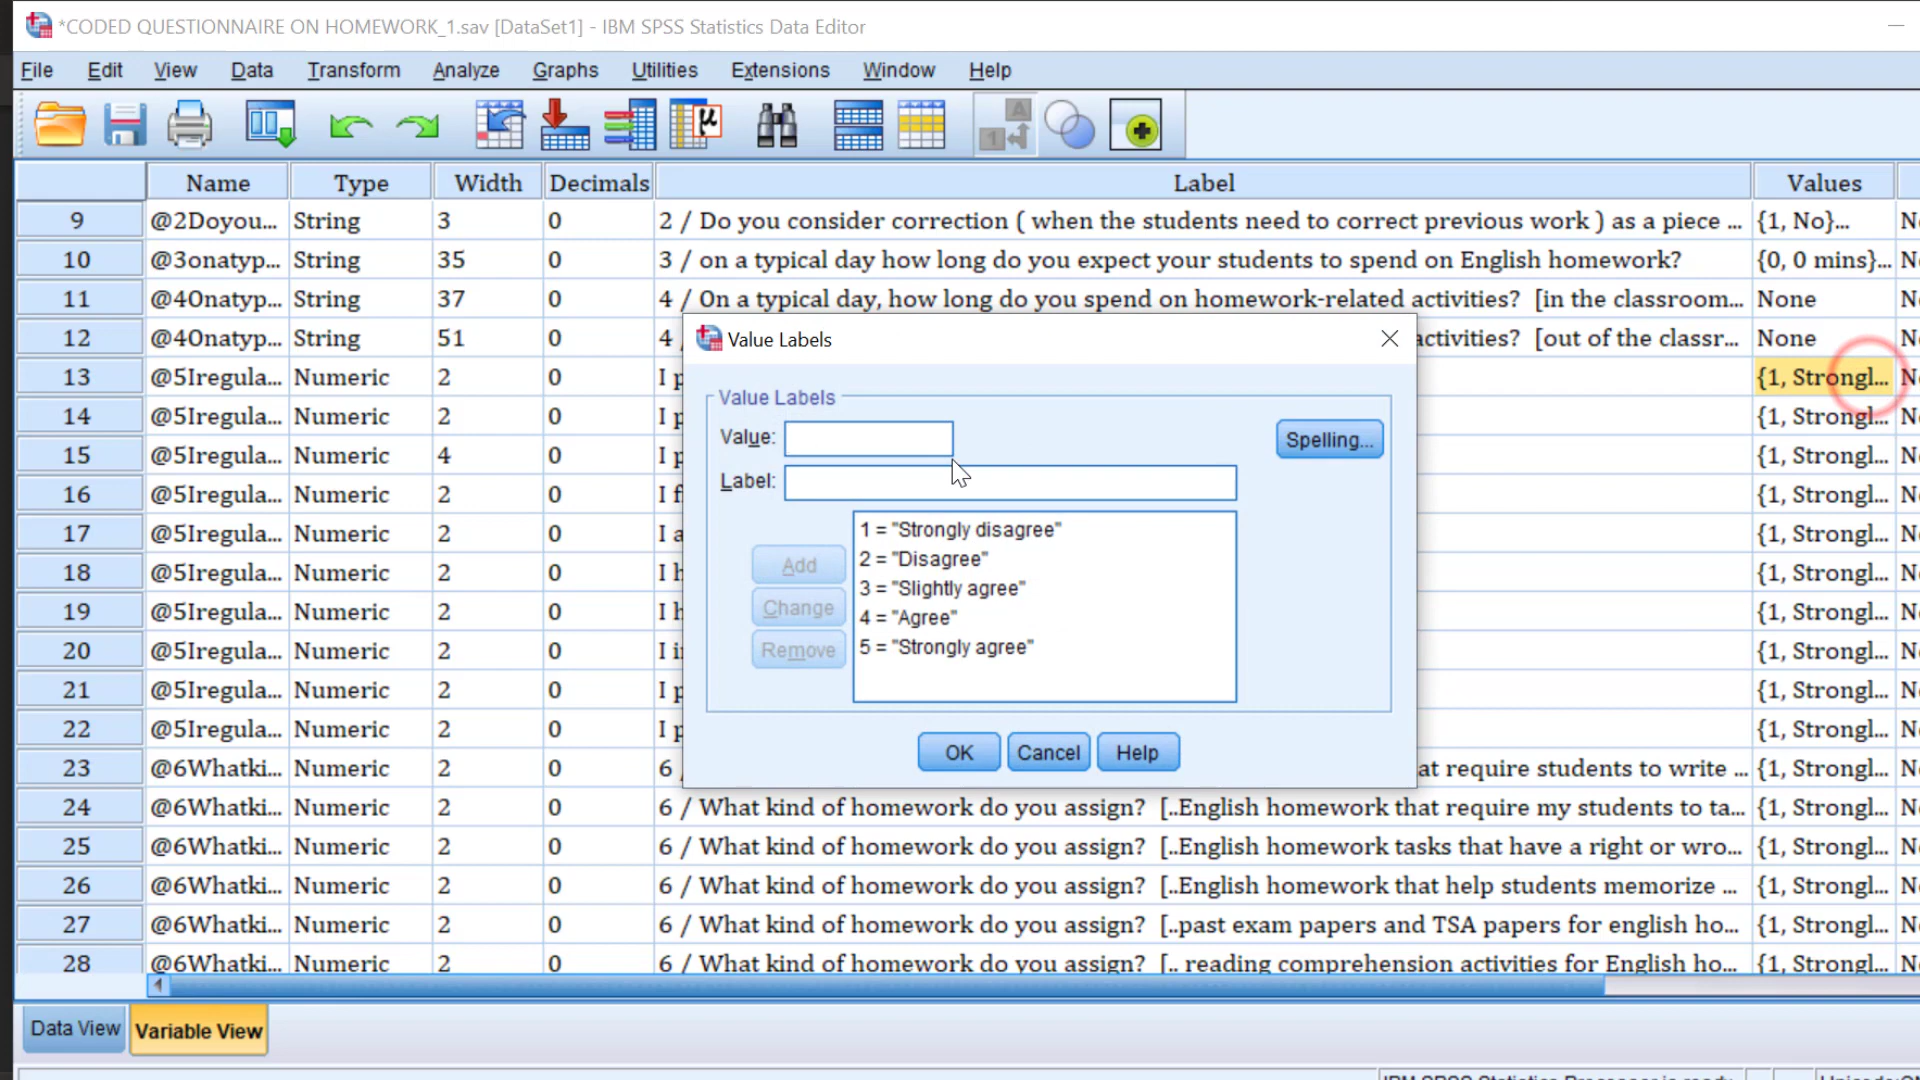 *CODED QUESTIONNAIRE ON HOMEWORK_1.sav [DataSet1] - IBM SPSS Statistics Data Editor
File Edit View Data Transform Analyze Graphs Utilities Extensions Window Help
Name Type Width Decimals Label Values
9 @2Doyou... String 3 0 2 / Do you consider correction ( when the students need to correct previous work ) as a piece ... {1, No}...
10 @3onatyp... String 35 0 3 / on a typical day how long do you expect your students to spend on English homework? {0, 0 mins}...
11 @4Onatyp... String 37 0 4 / On a typical day, how long do you spend on homework-related activities? [in the classroom... None
12 @4Onatyp... String 51 0 4 / activities? [out of the classr... None
13 @5Iregula... Numeric 2 0 I {1, Strongl...
14 @5Iregula... Numeric 2 0 I {1, Strongl...
15 @5Iregula... Numeric 4 0 I {1, Strongl...
16 @5Iregula... Numeric 2 0 I {1, Strongl...
17 @5Iregula... Numeric 2 0 I {1, Strongl...
18 @5Iregula... Numeric 2 0 I {1, Strongl...
19 @5Iregula... Numeric 2 0 I {1, Strongl...
20 @5Iregula... Numeric 2 0 I {1, Strongl...
21 @5Iregula... Numeric 2 0 I {1, Strongl...
22 @5Iregula... Numeric 2 0 I {1, Strongl...
23 @6Whatki... Numeric 2 0 6 / at require students to write ... {1, Strongl...
24 @6Whatki... Numeric 2 0 6 / What kind of homework do you assign? [..English homework that require my students to ta... {1, Strongl...
25 @6Whatki... Numeric 2 0 6 / What kind of homework do you assign? [..English homework tasks that have a right or wro... {1, Strongl...
26 @6Whatki... Numeric 2 0 6 / What kind of homework do you assign? [..English homework that help students memorize ... {1, Strongl...
27 @6Whatki... Numeric 2 0 6 / What kind of homework do you assign? [..past exam papers and TSA papers for english ho... {1, Strongl...
28 @6Whatki... Numeric 2 0 6 / What kind of homework do you assign? [.. reading comprehension activities for English ho... {1, Strongl...
Value Labels
Value Labels
Value:
Spelling...
Label:
1 = "Strongly disagree"
2 = "Disagree"
3 = "Slightly agree"
4 = "Agree"
5 = "Strongly agree"
Add
Change
Remove
OK Cancel Help
Data View Variable View